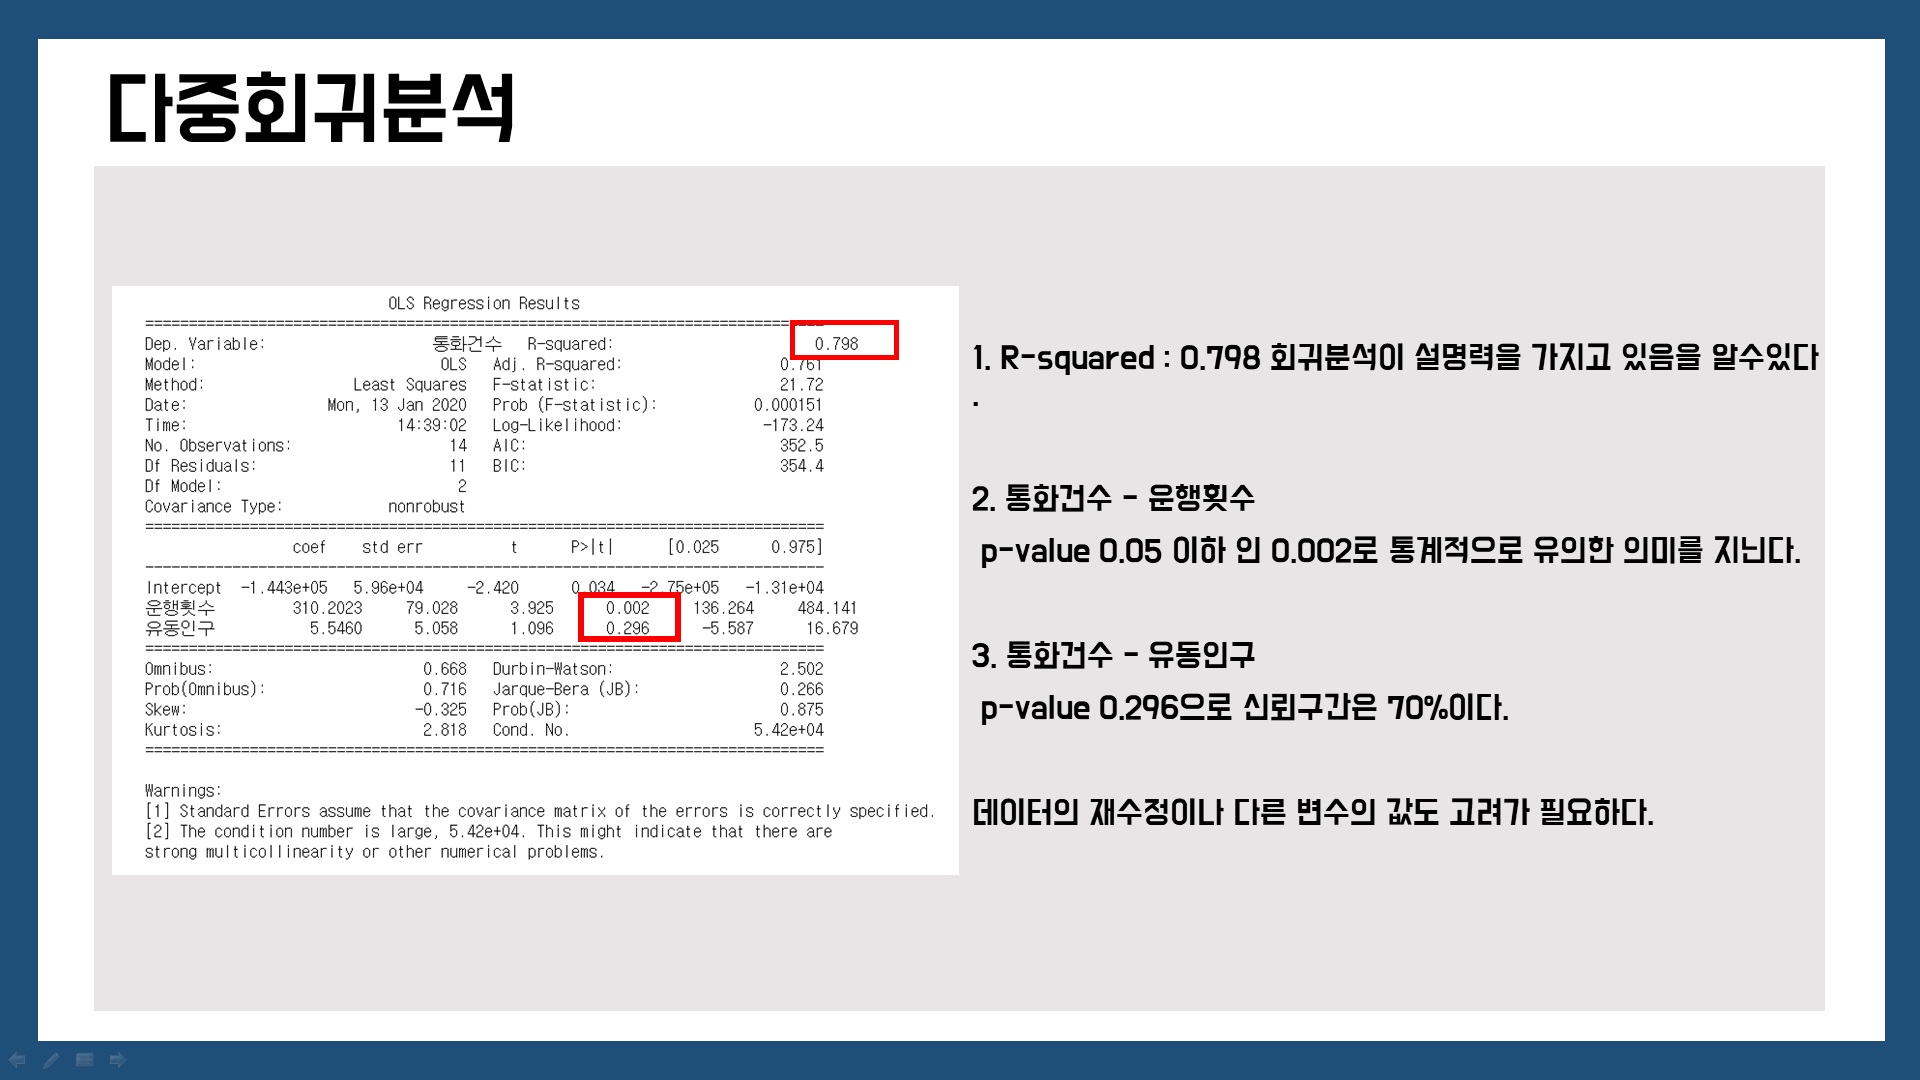 다중회귀분석
OLS Regression Results
==============================================================================
Dep. Variable: 통화건수 R-squared: 0.798
Model: OLS Adj. R-squared: 0.761
Method: Least Squares F-statistic: 21.72
Date: Mon, 13 Jan 2020 Prob (F-statistic): 0.000151
Time: 14:39:02 Log-Likelihood: -173.24
No. Observations: 14 AIC: 352.5
Df Residuals: 11 BIC: 354.4
Df Model: 2
Covariance Type: nonrobust
==============================================================================
coef std err t P>|t| [0.025 0.975]
------------------------------------------------------------------------------
Intercept -1.443e+05 5.96e+04 -2.420 0.034 -2.75e+05 -1.31e+04
운행횟수 310.2023 79.028 3.925 0.002 136.264 484.141
유동인구 5.5460 5.058 1.096 0.296 -5.587 16.679
==============================================================================
Omnibus: 0.668 Durbin-Watson: 2.502
Prob(Omnibus): 0.716 Jarque-Bera (JB): 0.266
Skew: -0.325 Prob(JB): 0.875
Kurtosis: 2.818 Cond. No. 5.42e+04
==============================================================================
Warnings:
[1] Standard Errors assume that the covariance matrix of the errors is correctly specified.
[2] The condition number is large, 5.42e+04. This might indicate that there are
strong multicollinearity or other numerical problems.
1. R-squared : 0.798 회귀분석이 설명력을 가지고 있음을 알수있다
.
2. 통화건수 - 운행횟수
p-value 0.05 이하 인 0.002로 통계적으로 유의한 의미를 지닌다.
3. 통화건수 - 유동인구
p-value 0.296으로 신뢰구간은 70%이다.
데이터의 재수정이나 다른 변수의 값도 고려가 필요하다.